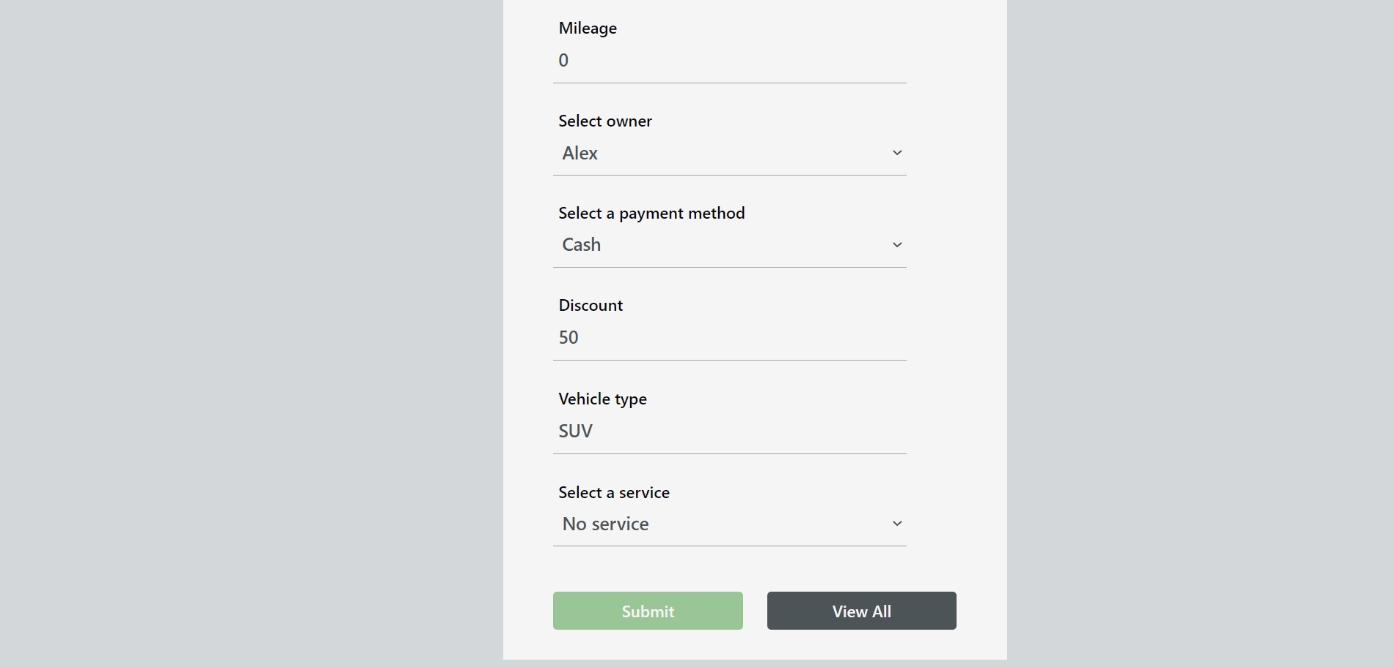 Mileage
0
Select owner
Alex
Select a payment method
Cash
Discount
50
Vehicle type
SUV
Select a service
No service
Submit
View All